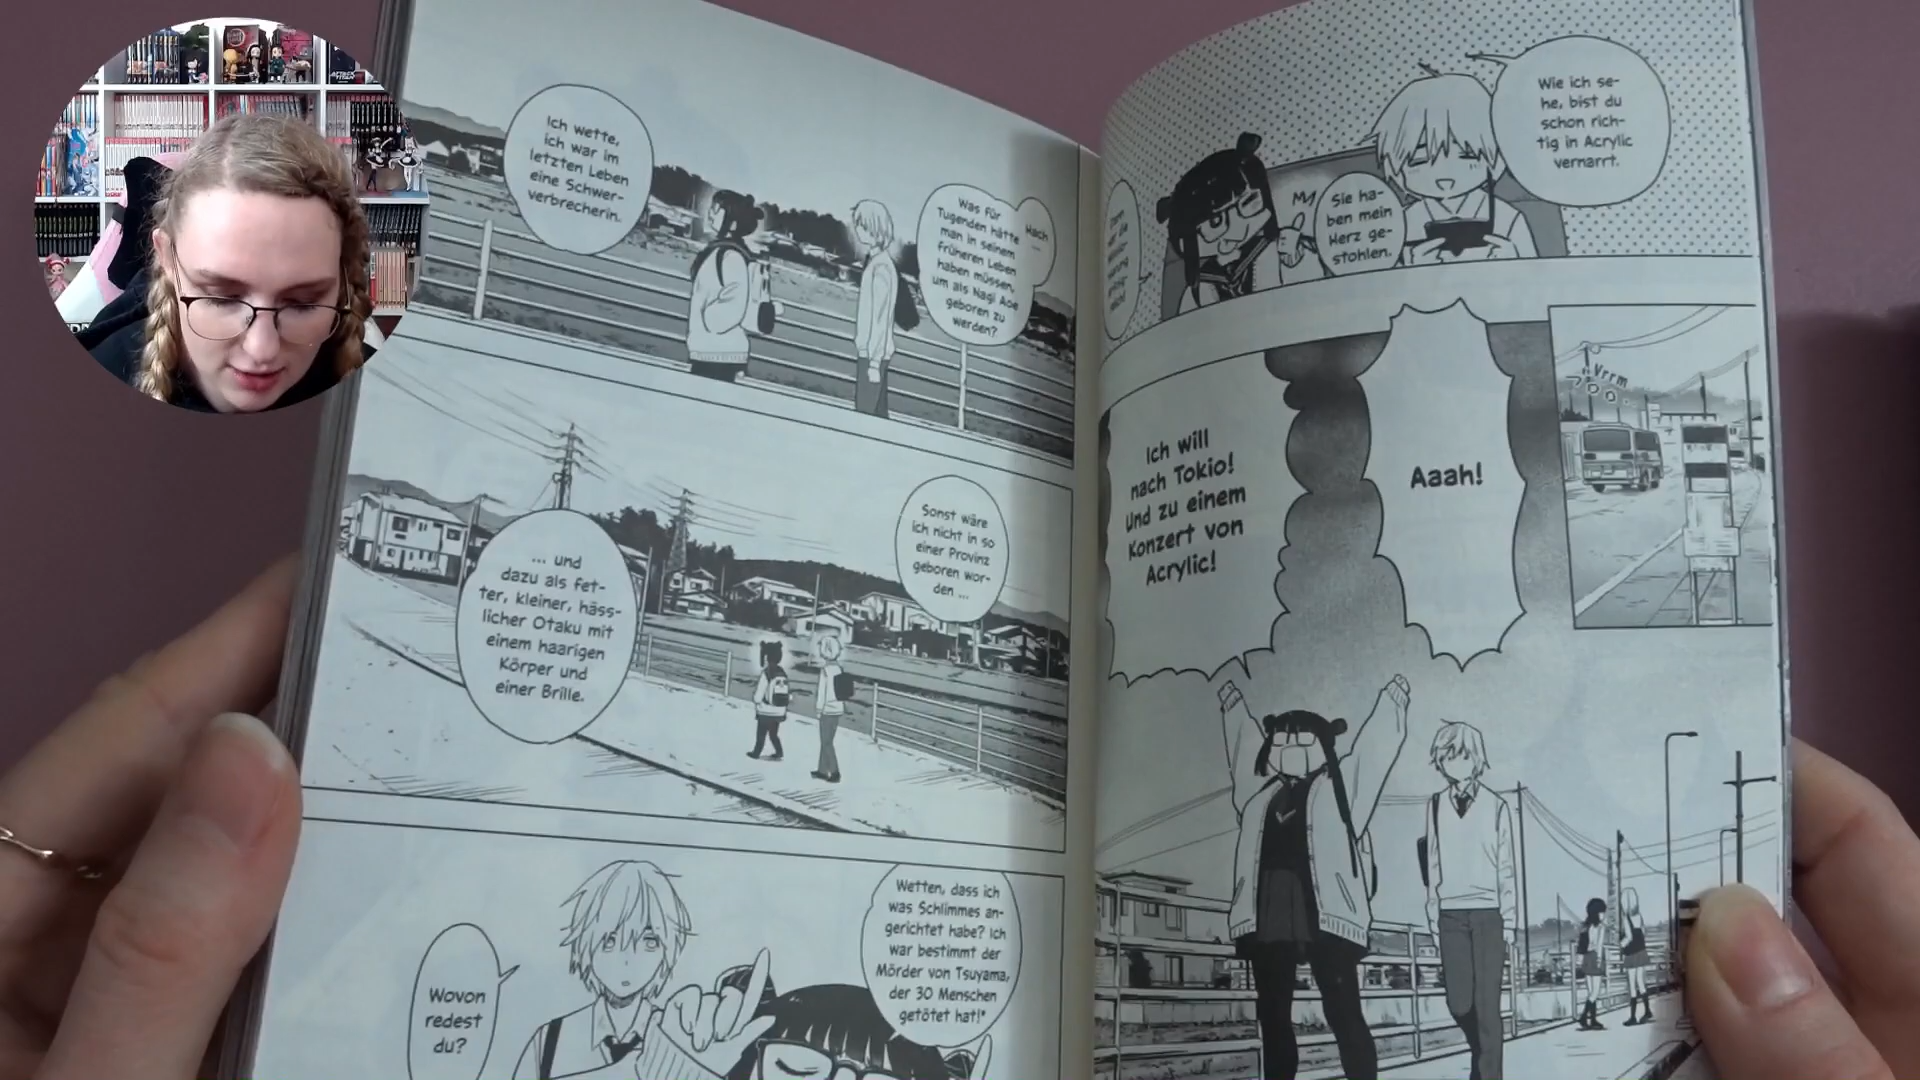 Wie ich se-
he, bist du
schon rich-
tig in Acrylic
vernarrt.
Sie ha-
ben mein
Herz ge-
stohlen.
Vrrm
Aaah!
Ich will
nach Tokio!
Und zu einem
Konzert von
Acrylic!
Hach
...
Was für
Tugenden hätte
man in seinem
früheren Leben
haben müssen,
um als Nagi Aoe
geboren zu
werden?
Ich wette,
ich war im
letzten Leben
eine Schwer-
verbrecherin.
Sonst wäre
ich nicht in so
einer Provinz
geboren wor-
den ...
... und
dazu als fet-
ter, kleiner, häss-
licher Otaku mit
einem haarigen
Körper und
einer Brille.
Wetten, dass ich
was Schlimmes an-
gerichtet habe? Ich
war bestimmt der
Mörder von Tsuyama,
der 30 Menschen
getötet hat!*
Wovon
redest
du?